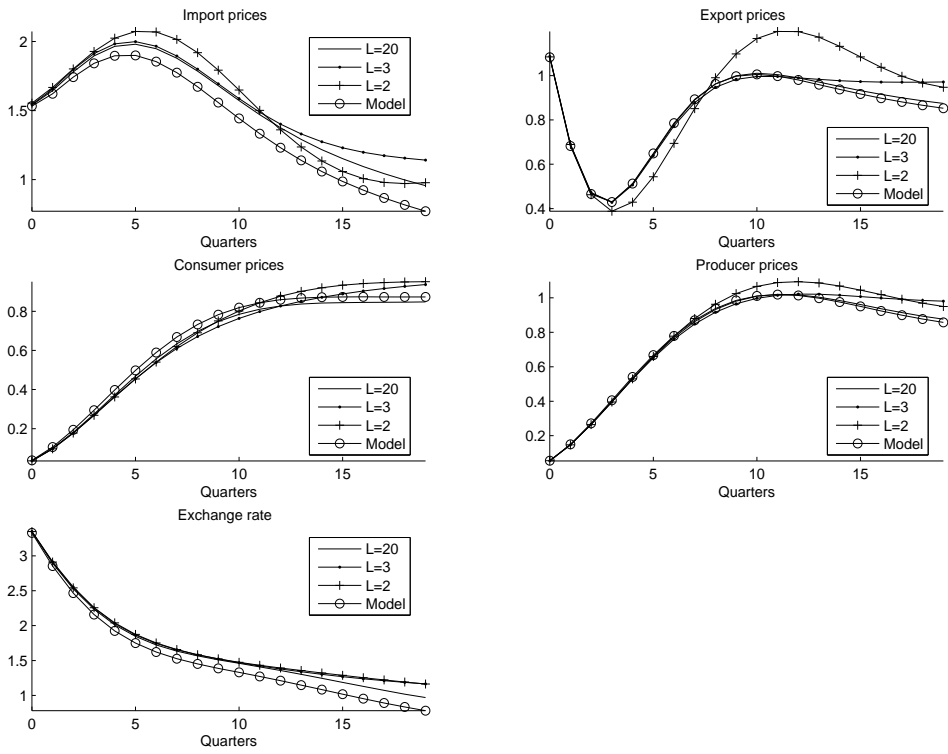 Import prices
2
1.5
1
0
5
10
15
Quarters
L=20
L=3
L=2
Model
Export prices
1
0.8
0.6
0.4
0
5
10
15
Quarters
L=20
L=3
L=2
Model
Consumer prices
0.8
0.6
0.4
0.2
0
5
10
15
Quarters
L=20
L=3
L=2
Model
Producer prices
1
0.8
0.6
0.4
0.2
0
5
10
15
Quarters
L=20
L=3
L=2
Model
Exchange rate
3
2.5
2
1.5
1
0
5
10
15
Quarters
L=20
L=3
L=2
Model